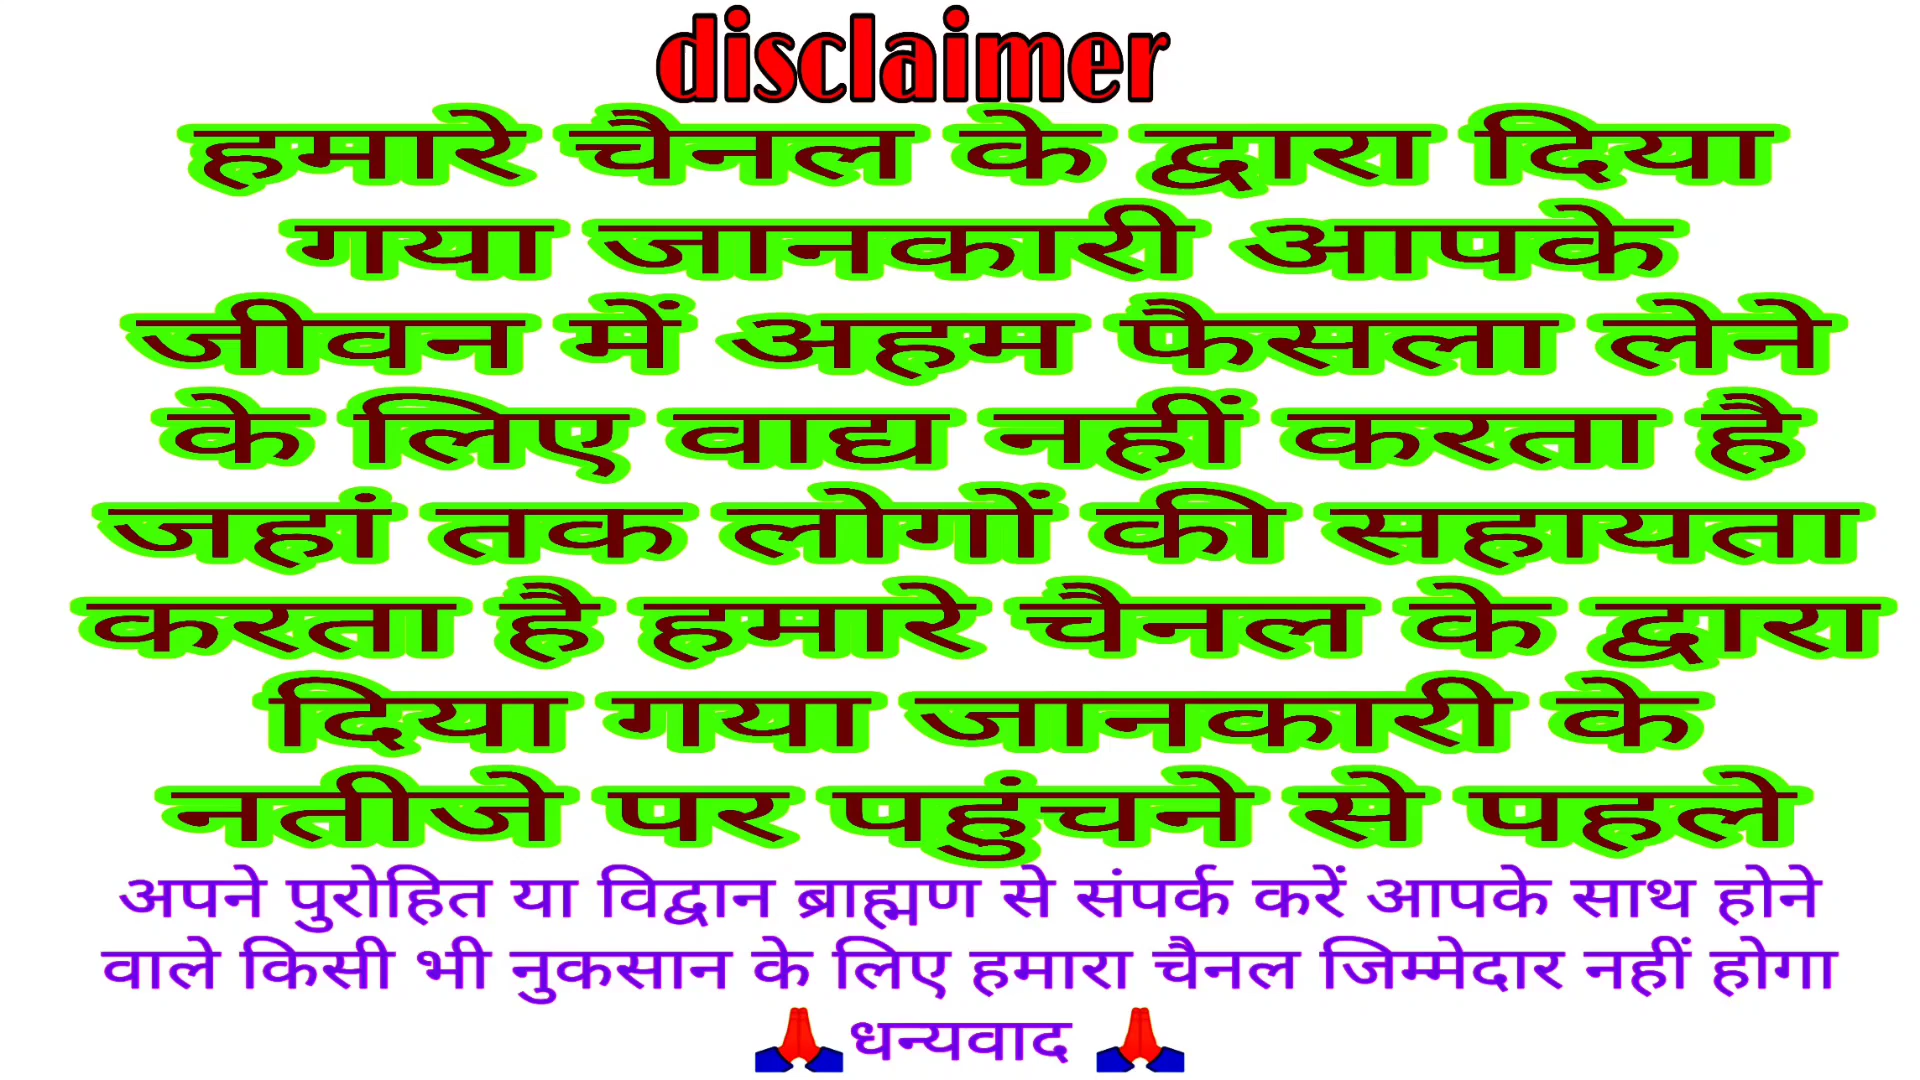 disclaimer
हमारे चैनल के द्वारा दिया
गया जानकारी आपके
जीवन में अहम फैसला लेने
के लिए वाद्य नहीं करता है
जहां तक लोगों की सहायता
करता है हमारे चैनल के द्वारा
दिया गया जानकारी के
नतीजे पर पहुंचने से पहले
अपने पुरोहित या विद्वान ब्राह्मण से संपर्क करें आपके साथ होने
वाले किसी भी नुकसान के लिए हमारा चैनल जिम्मेदार नहीं होगा
🙏धन्यवाद 🙏